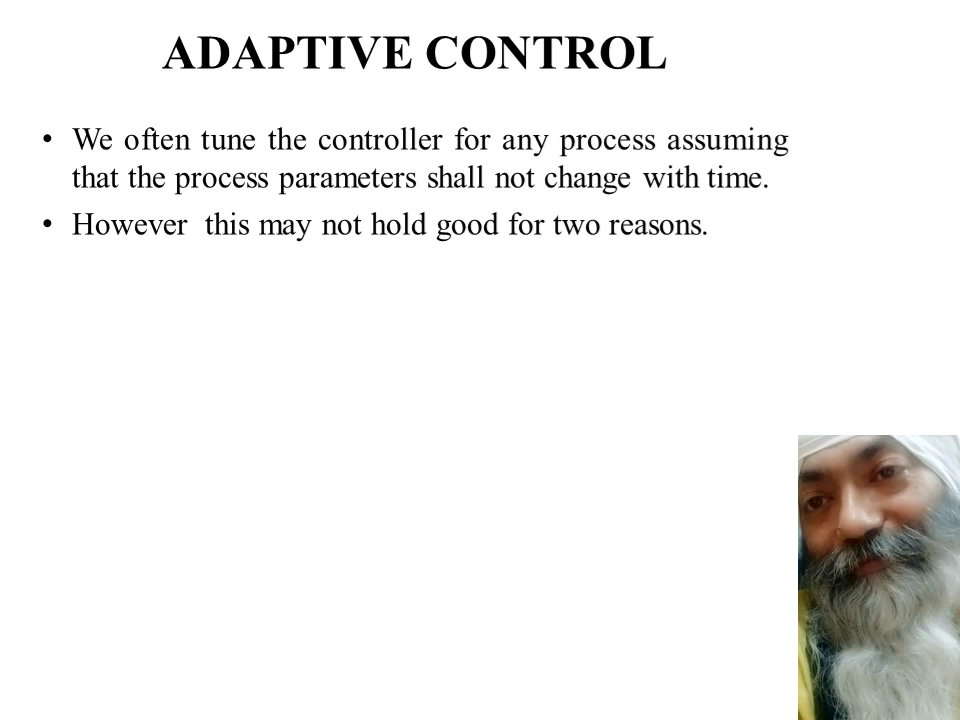 ADAPTIVE CONTROL
• We often tune the controller for any process assuming
that the process parameters shall not change with time.
• However  this may not hold good for two reasons.